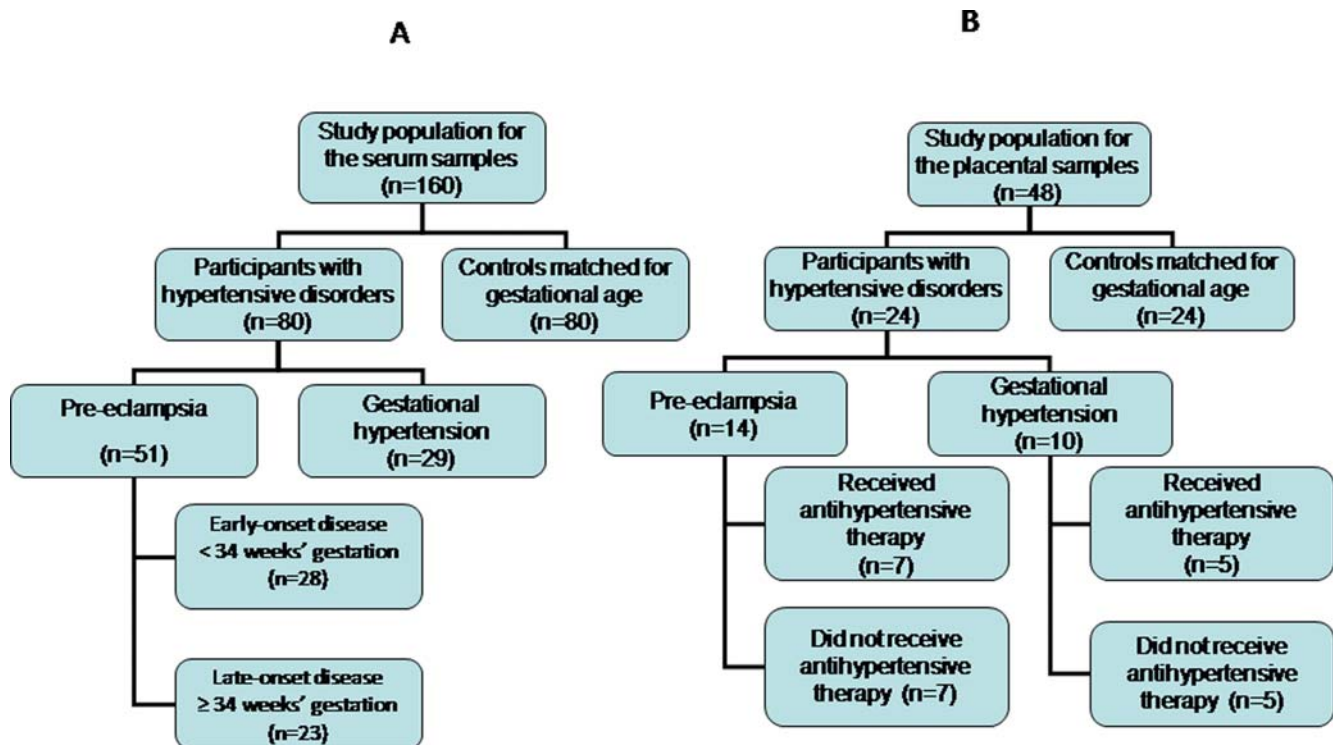 A
Study population for
the serum samples
(n=160)
Participants with
hypertensive disorders
(n=80)
Controls matched for
gestational age
(n=80)
Pre-eclampsia
(n=51)
Gestational
hypertension
(n=29)
Early-onset disease
< 34 weeks’ gestation
(n=28)
Late-onset disease
≥ 34 weeks’ gestation
(n=23)
B
Study population for
the placental samples
(n=48)
Participants with
hypertensive disorders
(n=24)
Controls matched for
gestational age
(n=24)
Pre-eclampsia
(n=14)
Gestational
hypertension
(n=10)
Received
antihypertensive
therapy
(n=7)
Did not receive
antihypertensive
therapy (n=7)
Received
antihypertensive
therapy
(n=5)
Did not receive
antihypertensive
therapy (n=5)